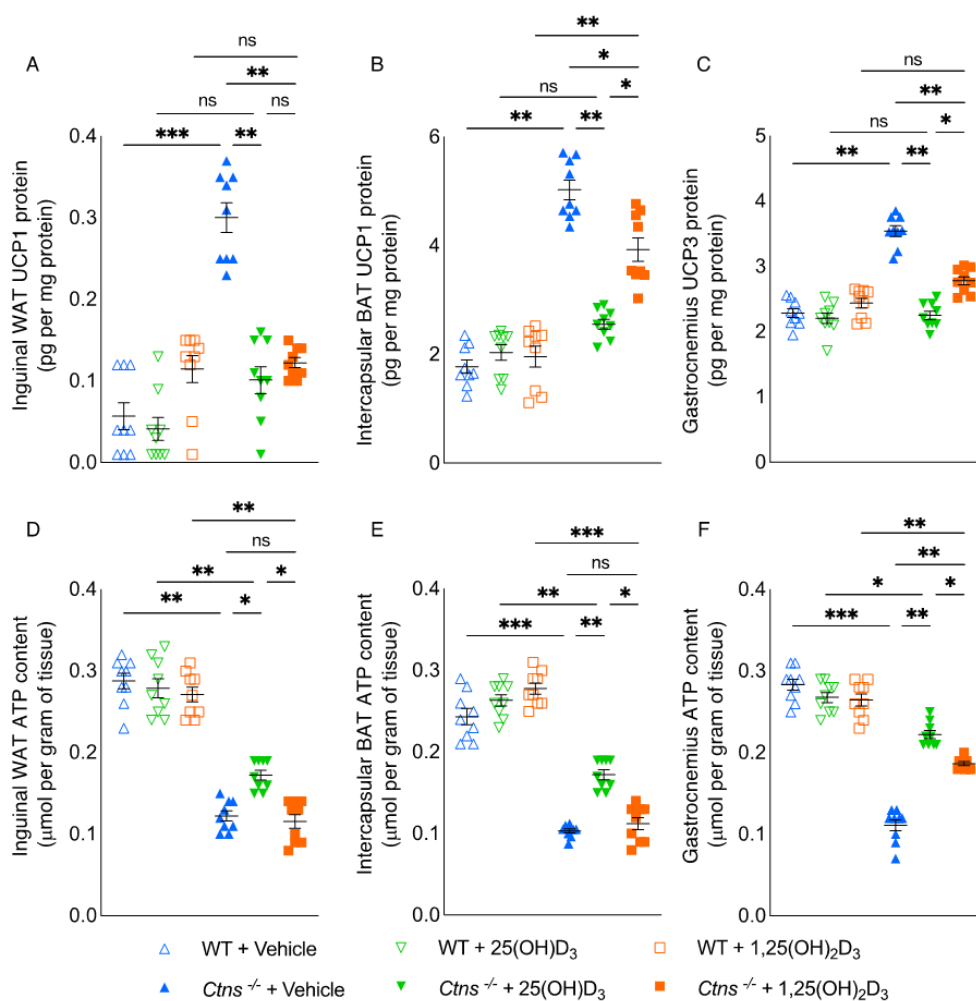 A
B
C
ns
**
ns
ns
***
**
**
*
ns
*
**
**
ns
**
ns
*
**
**
Inguinal WAT UCP1 protein
(pg per mg protein)
0.4
0.3
0.2
0.1
0.0
Intercapsular BAT UCP1 protein
(pg per mg protein)
6
4
2
0
Gastrocnemius UCP3 protein
(pg per mg protein)
5
4
3
2
1
0
D
E
F
**
ns
**
*
**
*
***
ns
**
*
***
**
**
**
*
*
***
**
Inguinal WAT ATP content
(μmol per gram of tissue)
0.4
0.3
0.2
0.1
0.0
Intercapsular BAT ATP content
(μmol per gram of tissue)
0.4
0.3
0.2
0.1
0.0
Gastrocnemius ATP content
(μmol per gram of tissue)
0.4
0.3
0.2
0.1
0.0
WT + Vehicle
WT + 25(OH)D₃
WT + 1,25(OH)₂D₃
Ctns ⁻/⁻ + Vehicle
Ctns ⁻/⁻ + 25(OH)D₃
Ctns ⁻/⁻ + 1,25(OH)₂D₃